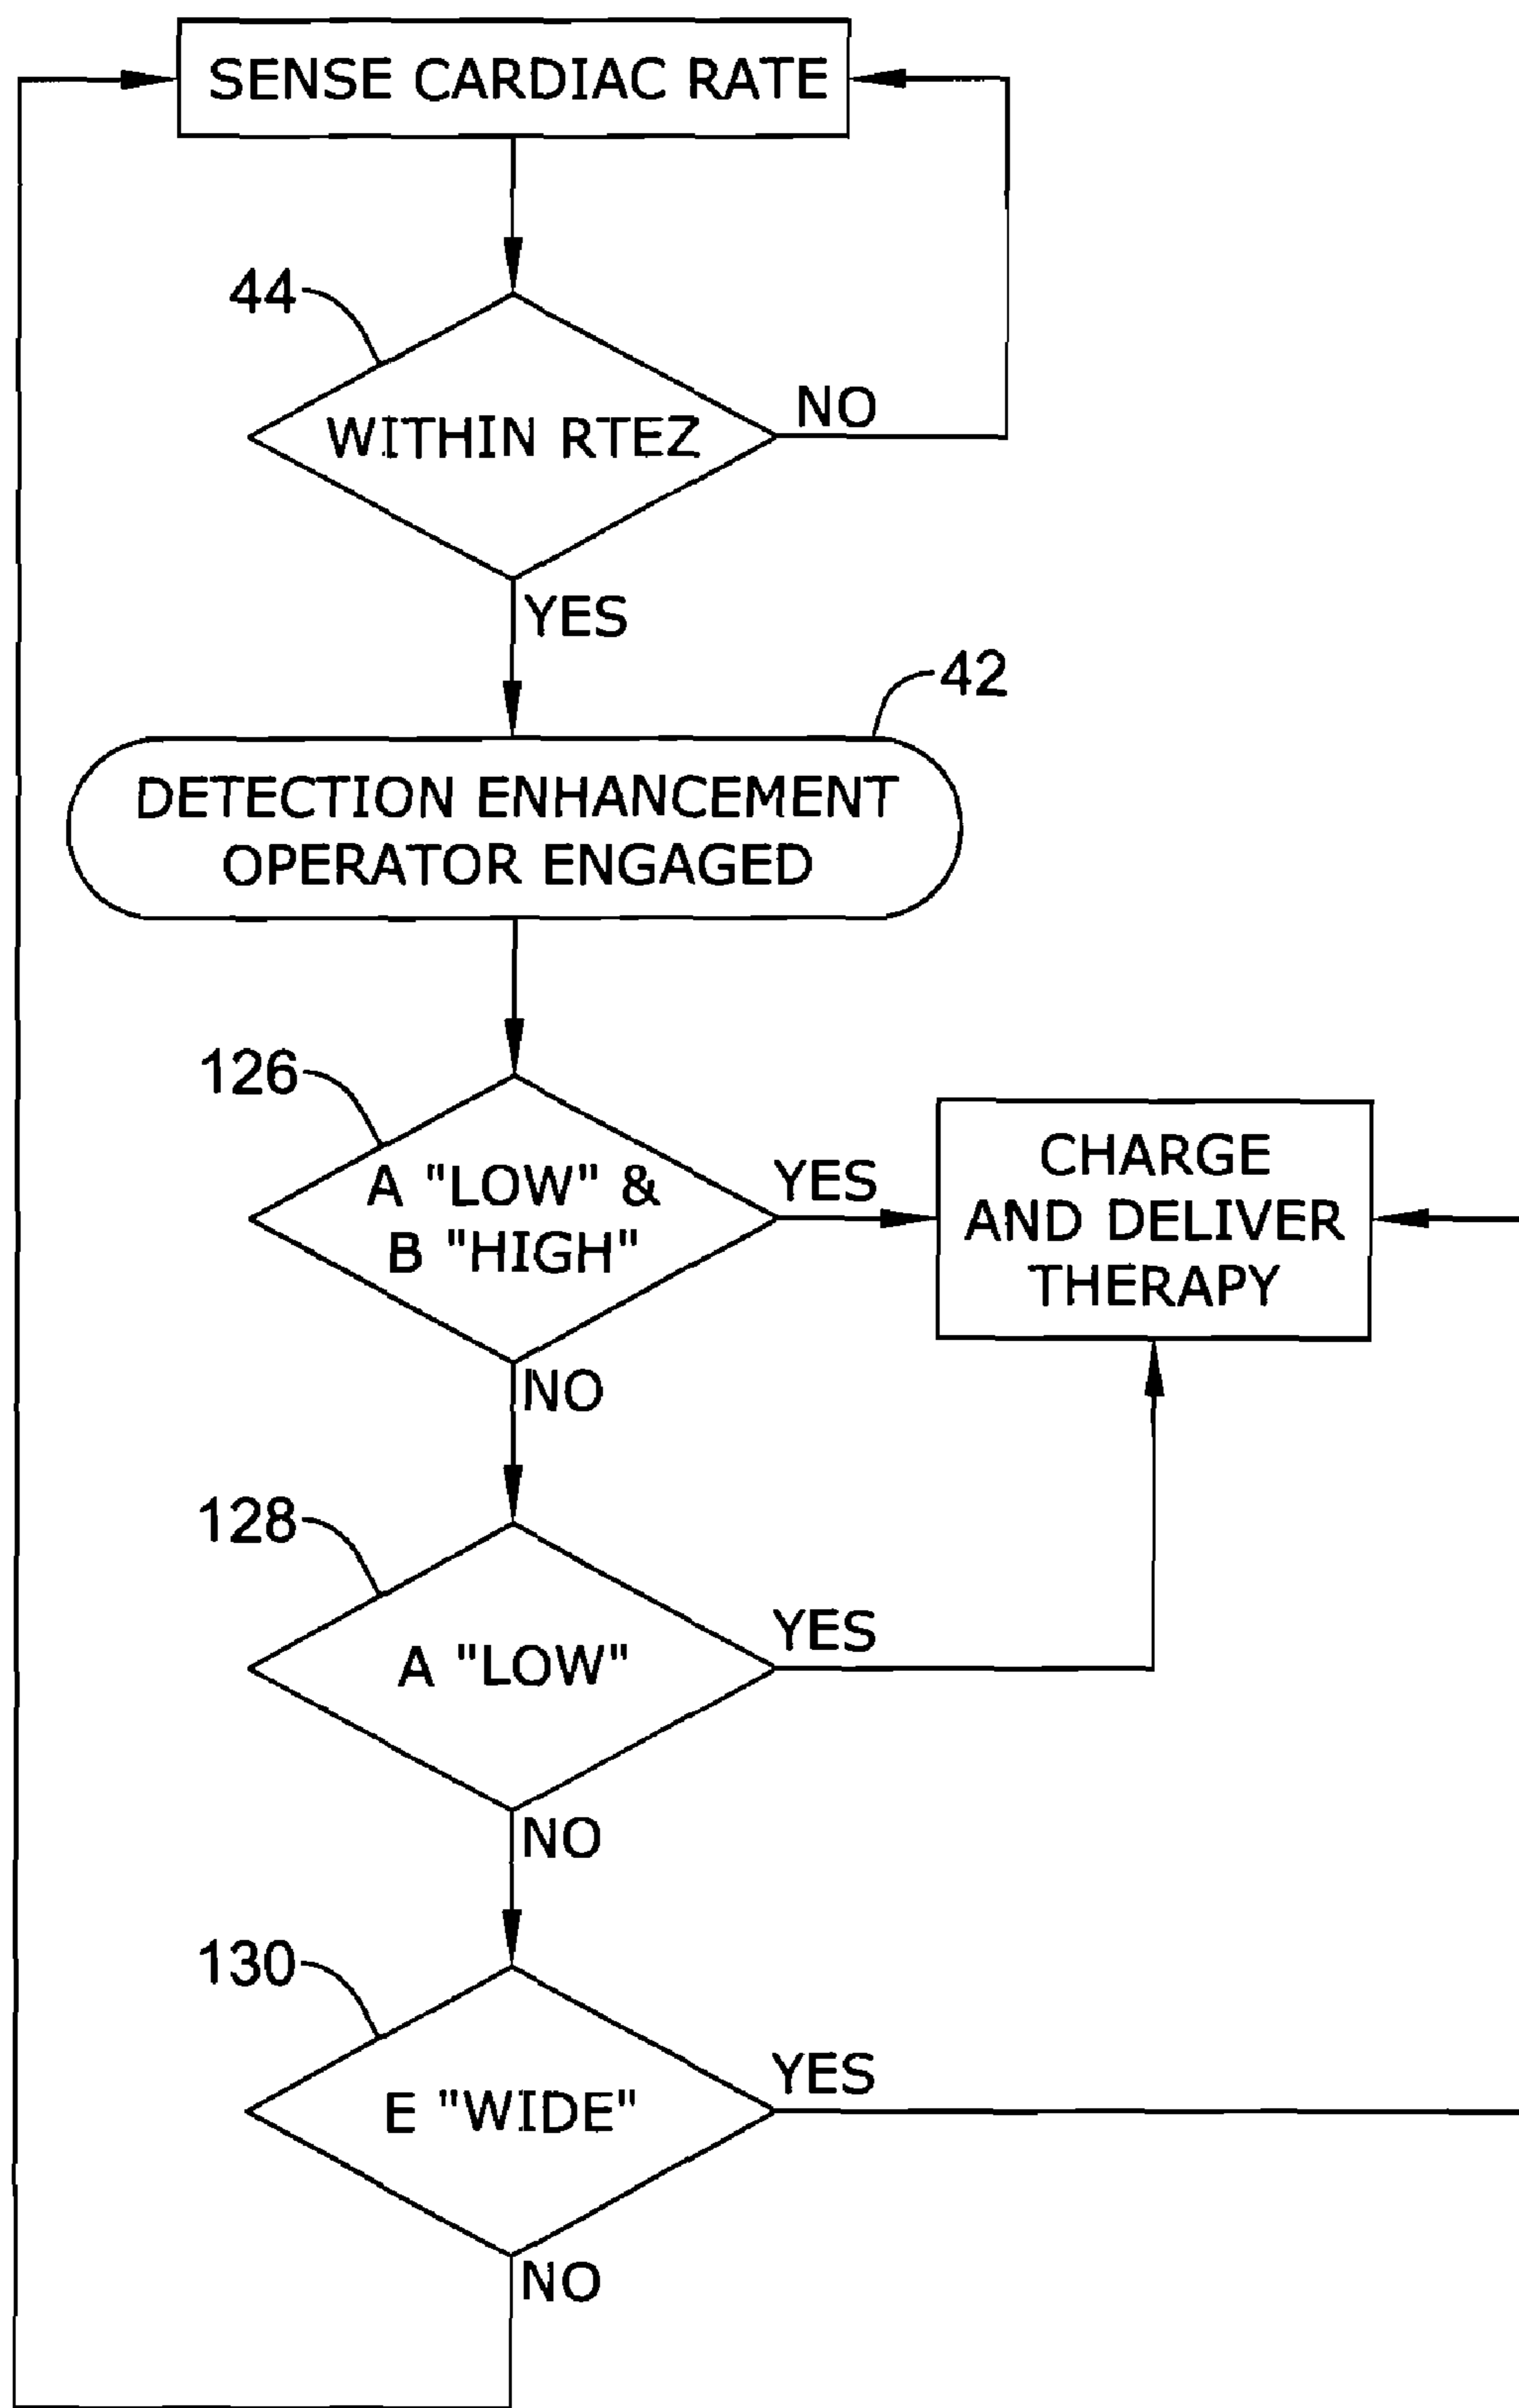 SENSE CARDIAC RATE
44
WITHIN RTEZ
NO
YES
42
DETECTION ENHANCEMENT
OPERATOR ENGAGED
126
A "LOW" &
B "HIGH"
YES
CHARGE
AND DELIVER
THERAPY
NO
128
A "LOW"
YES
NO
130
E "WIDE"
YES
NO